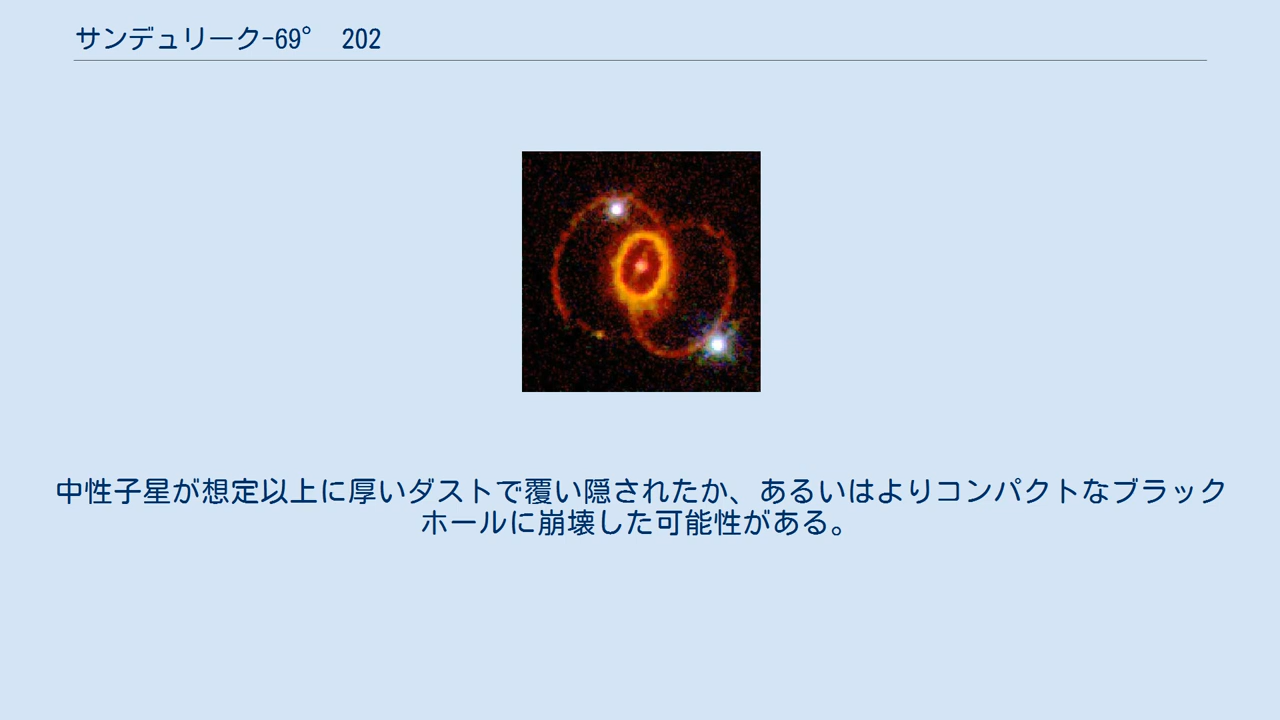 サンデュリーク-69° 202
中性子星が想定以上に厚いダストで覆い隠されたか、あるいはよりコンパクトなブラック
ホールに崩壊した可能性がある。